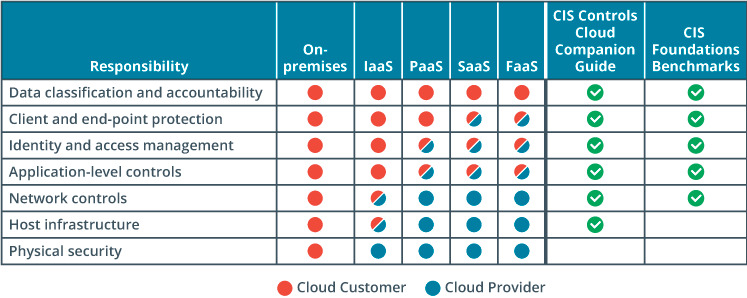 Responsibility
On-
premises
IaaS
PaaS
SaaS
FaaS
CIS Controls
Cloud
Companion
Guide
CIS
Foundations
Benchmarks
Data classification and accountability
Client and end-point protection
Identity and access management
Application-level controls
Network controls
Host infrastructure
Physical security
Cloud Customer
Cloud Provider